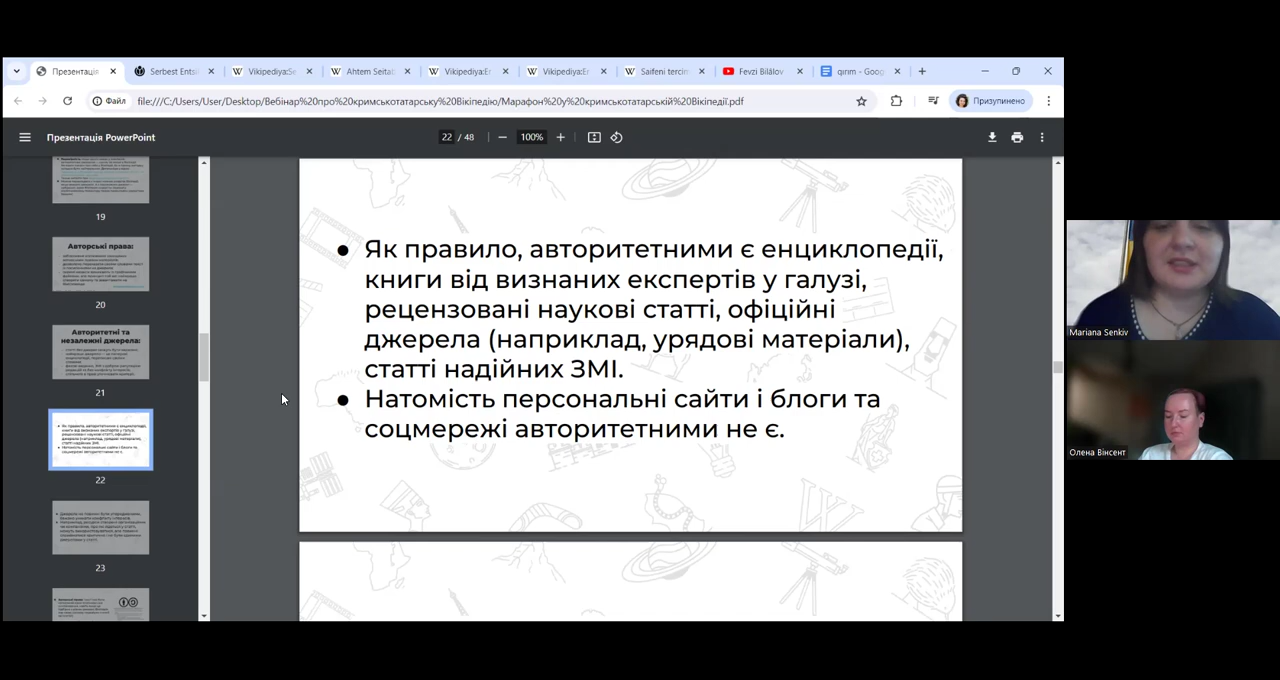 Презентація
Serbest Entsi
Vikipediya:Se
Ahtem Seital
Vikipediya:Er
Vikipediya:Er
Saifeni tercin
Fevzi Bilâlov
qırım - Goog
Файл
file:///C:/Users/User/Desktop/Вебінар%20про%20кримськотатарську%20Вікіпедію/Марафон%20у%20кримськотатарській%20Вікіпедії.pdf
Призупинено
Презентація PowerPoint
22 / 48
100%
19
Авторські права:
20
Авторитетні та
незалежні джерела:
21
22
23
● Як правило, авторитетними є енциклопедії,
книги від визнаних експертів у галузі,
рецензовані наукові статті, офіційні
джерела (наприклад, урядові матеріали),
статті надійних ЗМІ.
● Натомість персональні сайти і блоги та
соцмережі авторитетними не є.
Mariana Senkiv
Олена Вінсент